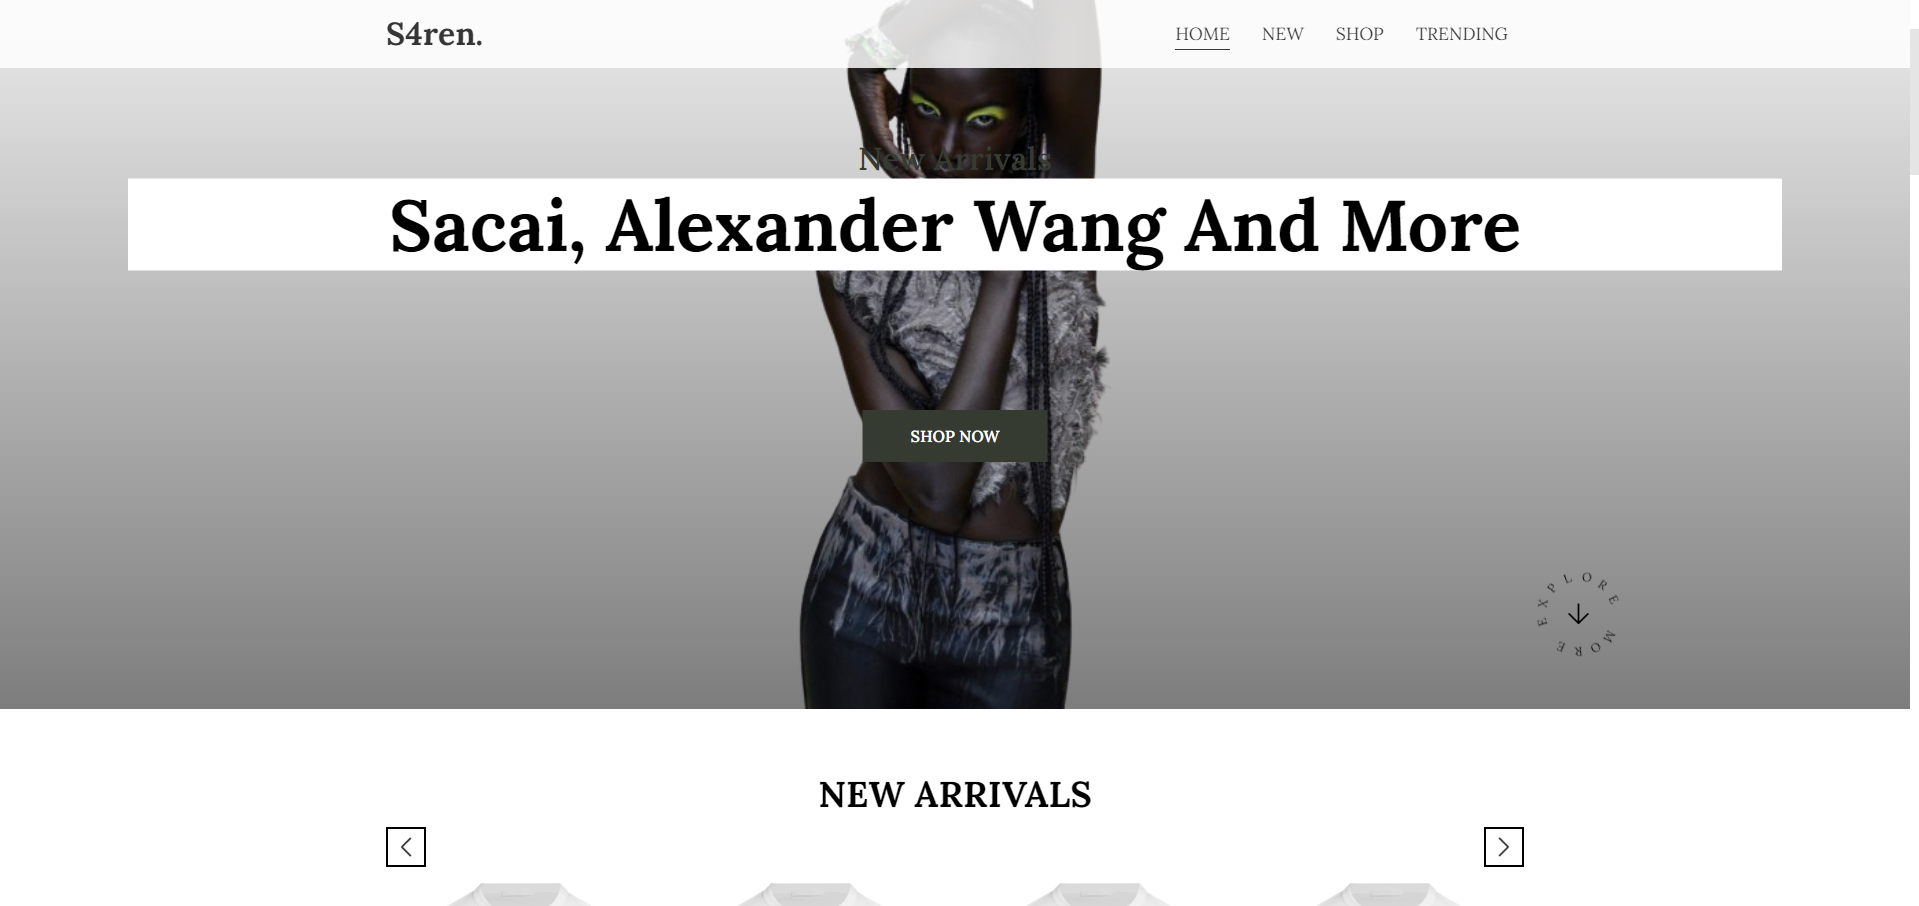 S4ren.
HOME NEW SHOP TRENDING
New Arrivals
Sacai, Alexander Wang And More
SHOP NOW
EXPLORE MORE
NEW ARRIVALS